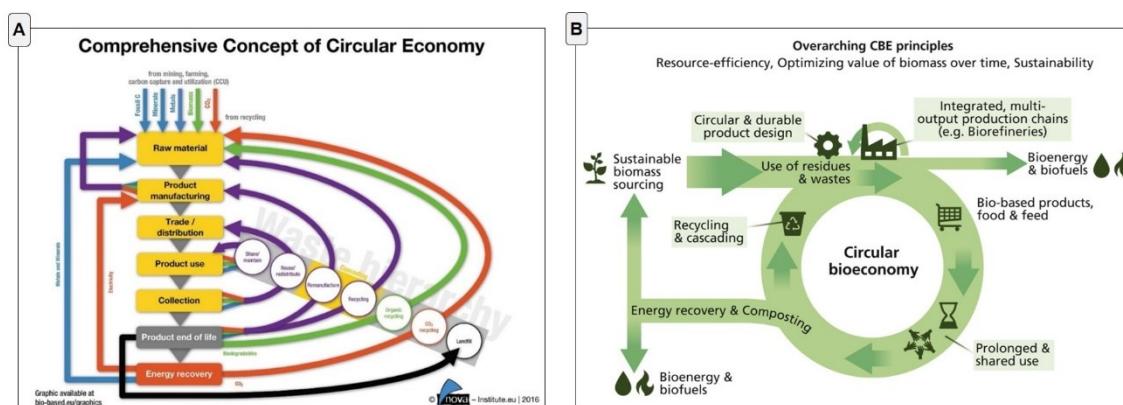 A
Comprehensive Concept of Circular Economy
from mining, farming,
carbon capture and utilization (CCU)
Fossil C
Minerals
Metals
Biomass
CO₂
from recycling
Raw material
Product
manufacturing
Trade /
distribution
Product use
Collection
Product end of life
Energy recovery
Metals and Minerals
Electricity
Waste hierarchy
Share/
maintain
Reuse/
redistribute
Remanufacture
Cascading
Recycling
Organic
recycling
CO₂
recycling
Landfill
Biodegradables
CO₂
Graphic available at
bio-based.eu/graphics
© nova – Institute.eu | 2016
B
Overarching CBE principles
Resource-efficiency, Optimizing value of biomass over time, Sustainability
Circular & durable
product design
Integrated, multi-
output production chains
(e.g. Biorefineries)
Sustainable
biomass
sourcing
Use of residues
& wastes
Bioenergy
& biofuels
Recycling
& cascading
Bio-based products,
food & feed
Circular
bioeconomy
Energy recovery & Composting
Prolonged &
shared use
Bioenergy &
biofuels